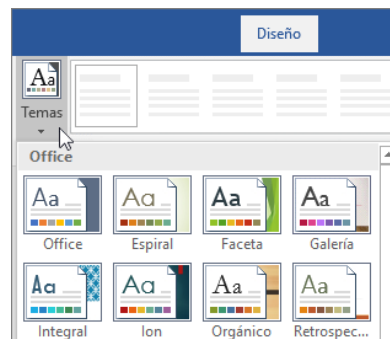 Diseño
Aa
Temas
Office
Aa Aa Aa Aa
Office Espiral Faceta Galería
Aa Aa Aa Aa
Integral Ion Orgánico Retrospec...